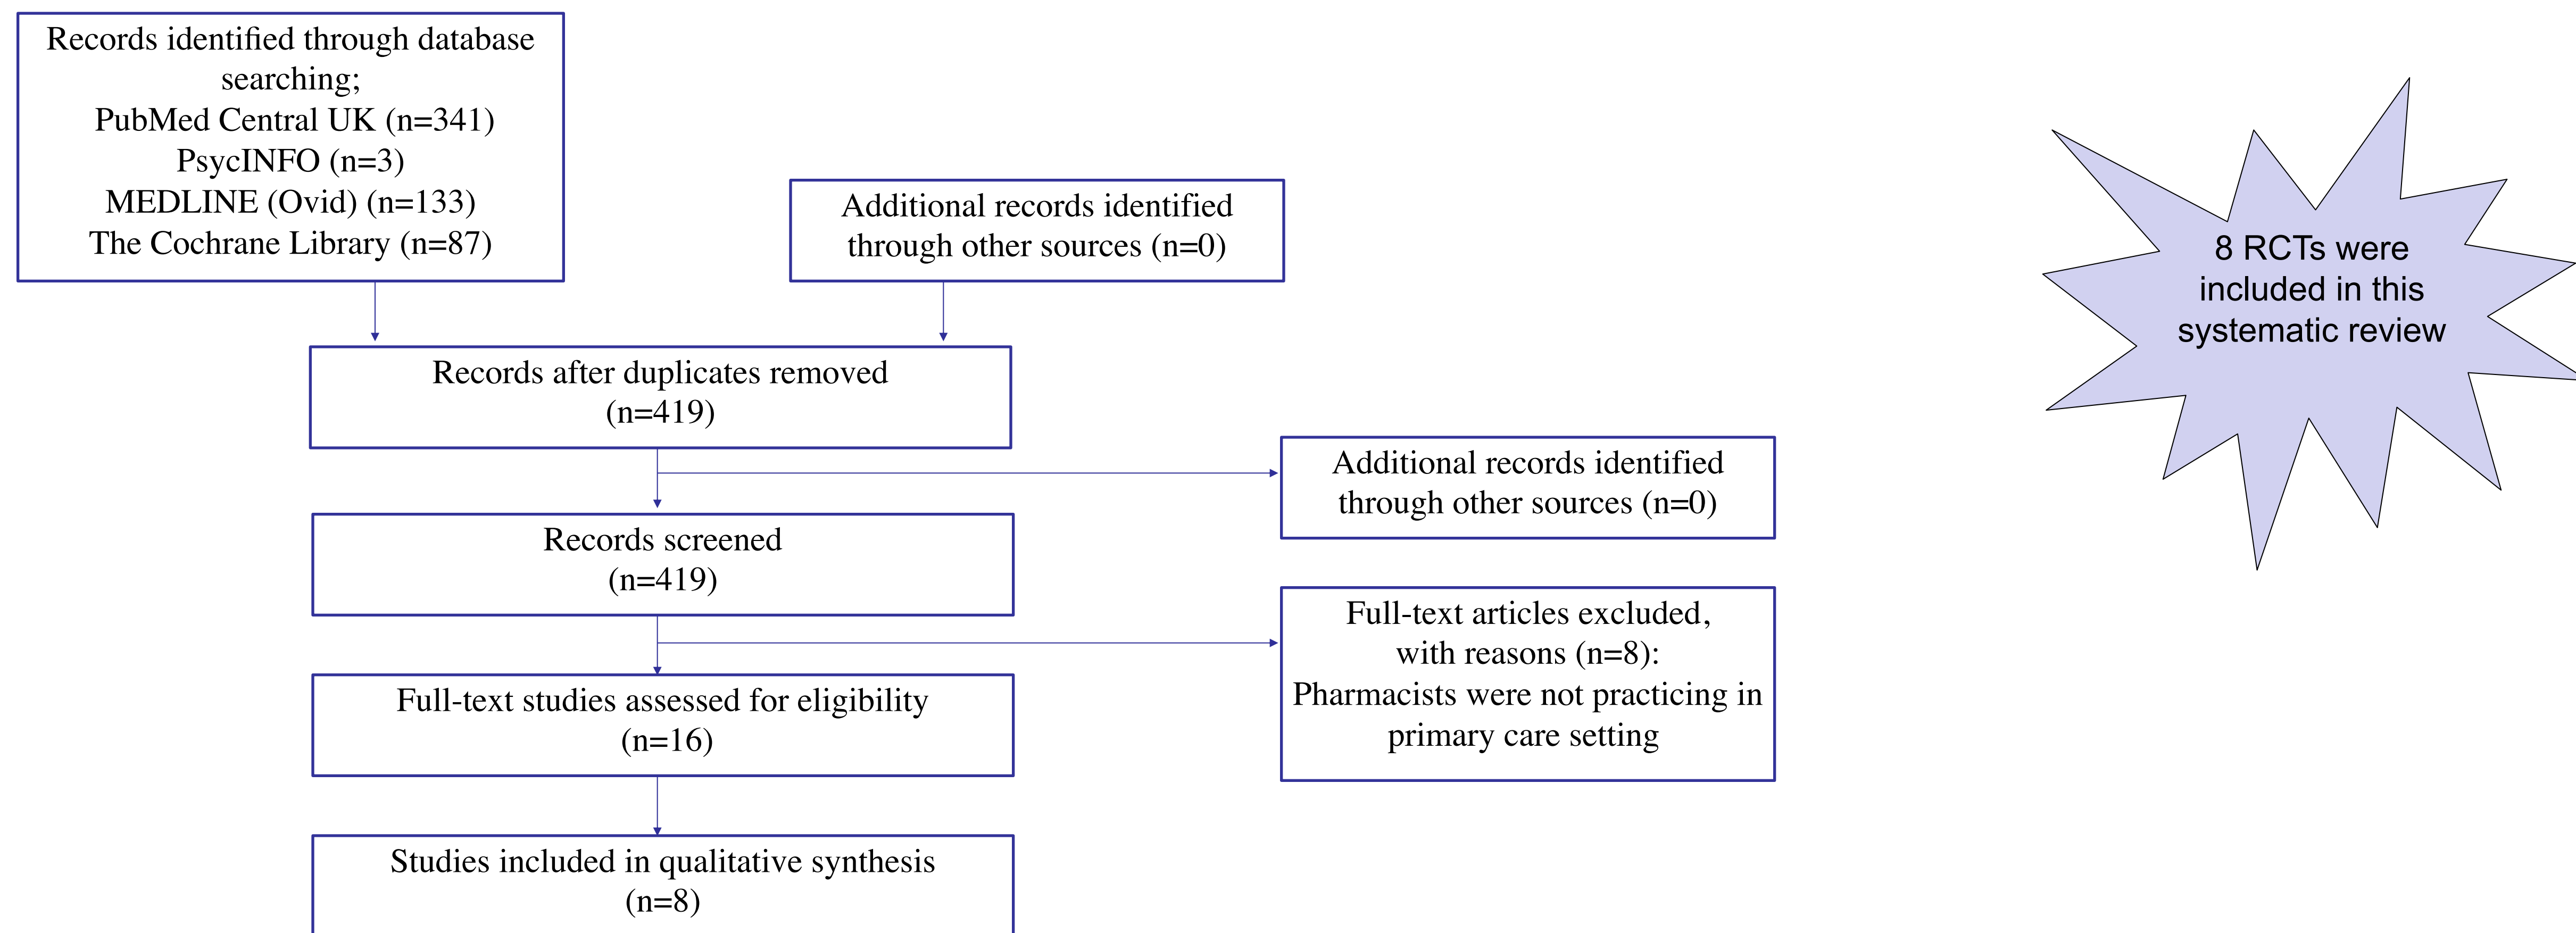 Records identified through database
searching;
PubMed Central UK (n=341)
PsycINFO (n=3)
MEDLINE (Ovid) (n=133)
The Cochrane Library (n=87)
Additional records identified
through other sources (n=0)
Records after duplicates removed
(n=419)
Additional records identified
through other sources (n=0)
Records screened
(n=419)
Full-text articles excluded,
with reasons (n=8):
Pharmacists were not practicing in
primary care setting
Full-text studies assessed for eligibility
(n=16)
Studies included in qualitative synthesis
(n=8)
8 RCTs were
included in this
systematic review